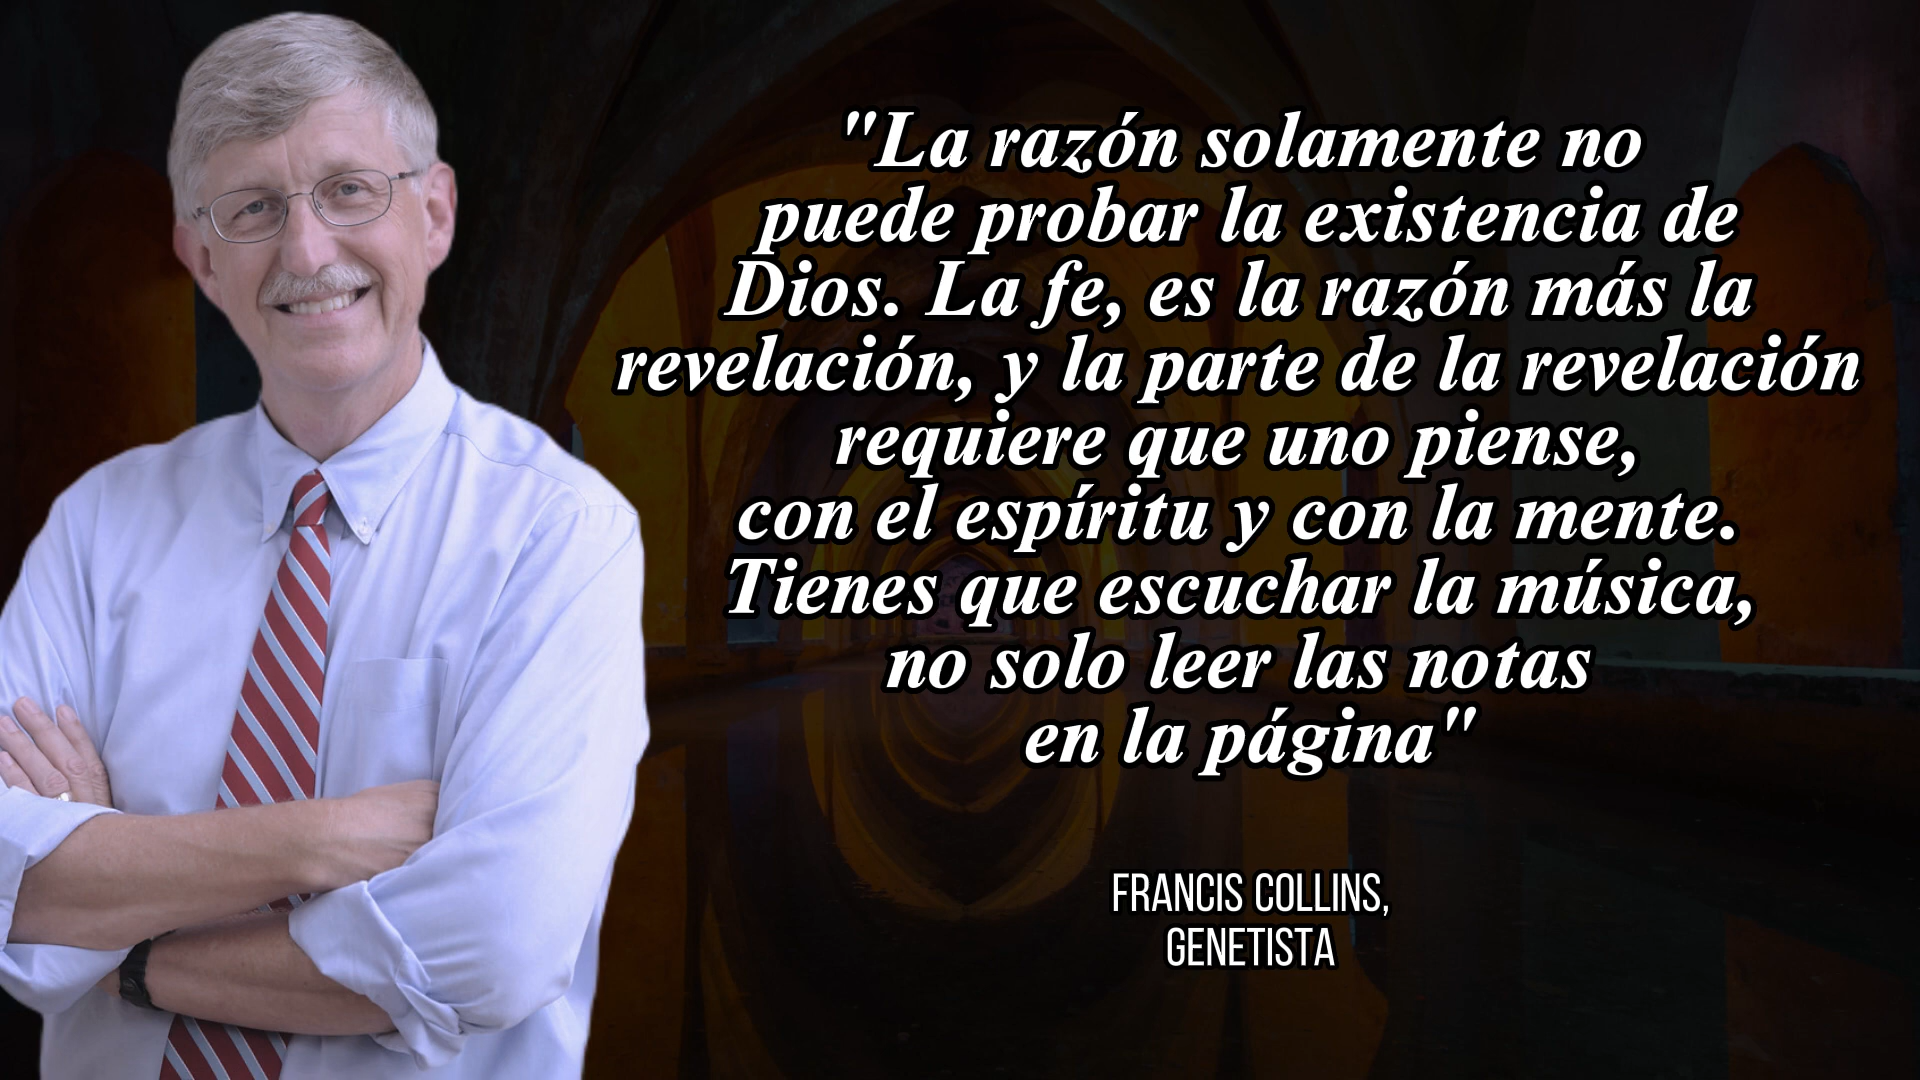 "La razón solamente no
puede probar la existencia de
Dios. La fe, es la razón más la
revelación, y la parte de la revelación
requiere que uno piense,
con el espíritu y con la mente.
Tienes que escuchar la música,
no solo leer las notas
en la página"
FRANCIS COLLINS,
GENETISTA